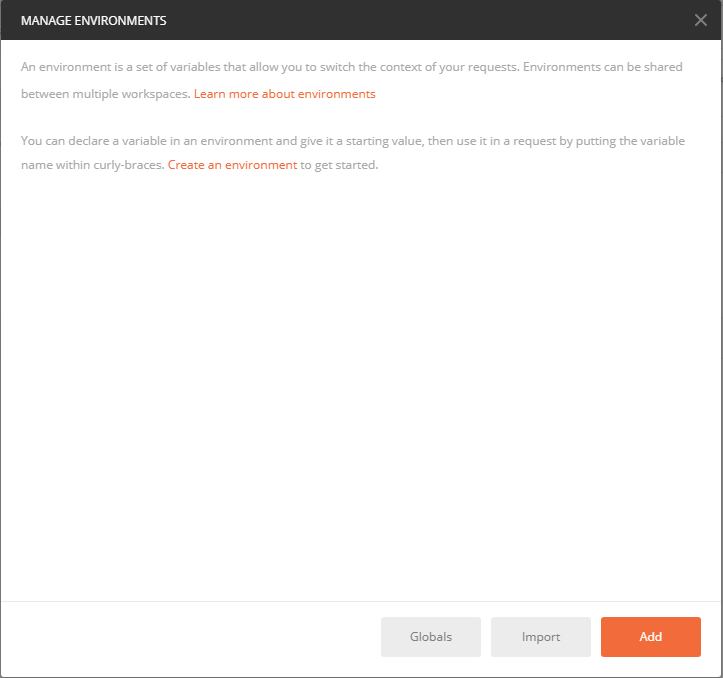 MANAGE ENVIRONMENTS
An environment is a set of variables that allow you to switch the context of your requests. Environments can be shared
between multiple workspaces. Learn more about environments
You can declare a variable in an environment and give it a starting value, then use it in a request by putting the variable
name within curly-braces. Create an environment to get started.
Globals Import Add